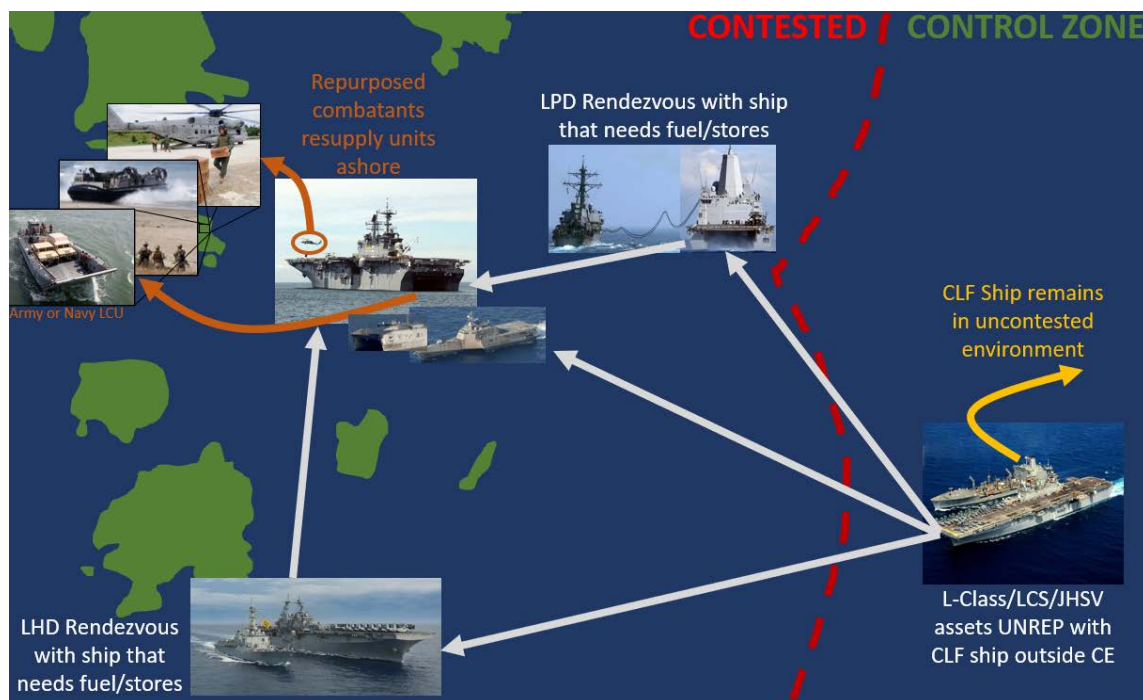 CONTESTED
CONTROL ZONE
Repurposed
combatants
resupply units
ashore
LPD Rendezvous with ship
that needs fuel/stores
Army or Navy LCU
CLF Ship remains
in uncontested
environment
LHD Rendezvous
with ship that
needs fuel/stores
L-Class/LCS/JHSV
assets UNREP with
CLF ship outside CE